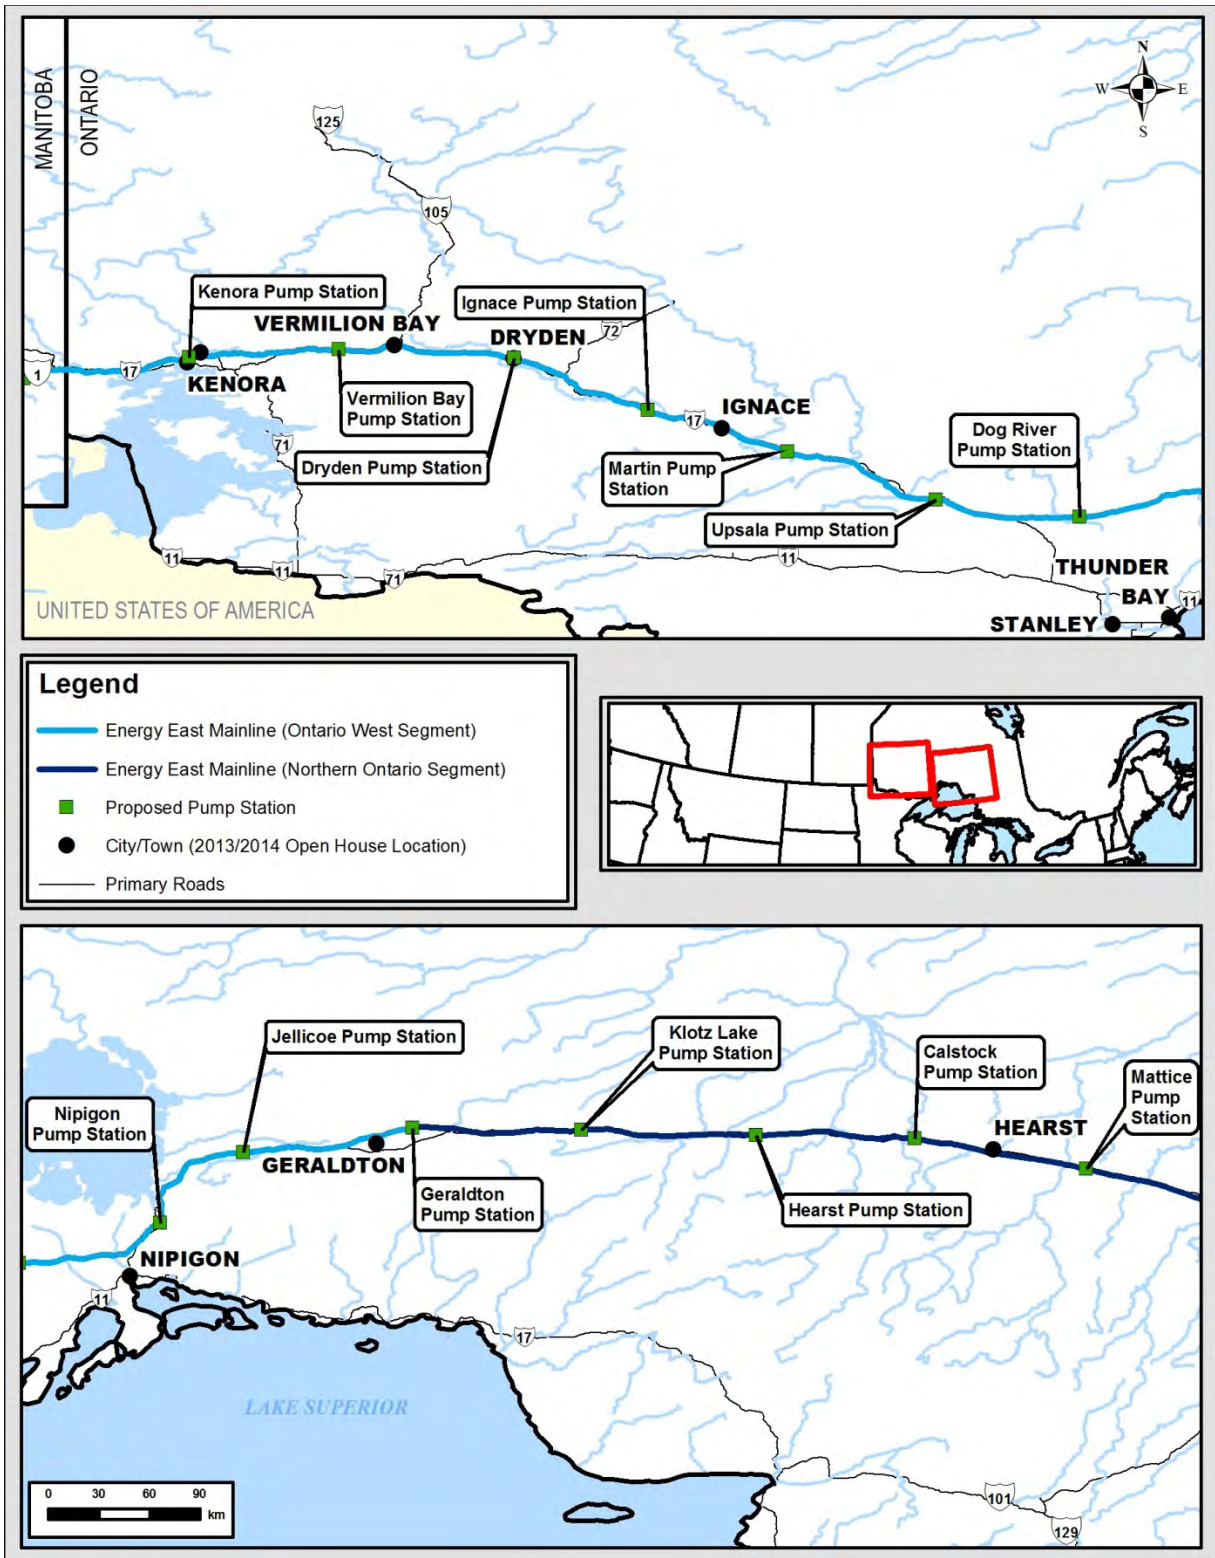 MANITOBA
ONTARIO
N
W E
S
125
105
Kenora Pump Station
Ignace Pump Station
VERMILION BAY
DRYDEN
72
1
17
KENORA
Vermilion Bay
Pump Station
17
IGNACE
Dog River
Pump Station
71
Dryden Pump Station
Martin Pump
Station
Upsala Pump Station
11
11
71
11
THUNDER
BAY
11
UNITED STATES OF AMERICA
STANLEY
Legend
Energy East Mainline (Ontario West Segment)
Energy East Mainline (Northern Ontario Segment)
Proposed Pump Station
City/Town (2013/2014 Open House Location)
Primary Roads
Jellicoe Pump Station
Klotz Lake
Pump Station
Calstock
Pump Station
Mattice
Pump
Station
Nipigon
Pump Station
HEARST
GERALDTON
Geraldton
Pump Station
Hearst Pump Station
NIPIGON
11
17
LAKE SUPERIOR
0 30 60 90
km
101
129